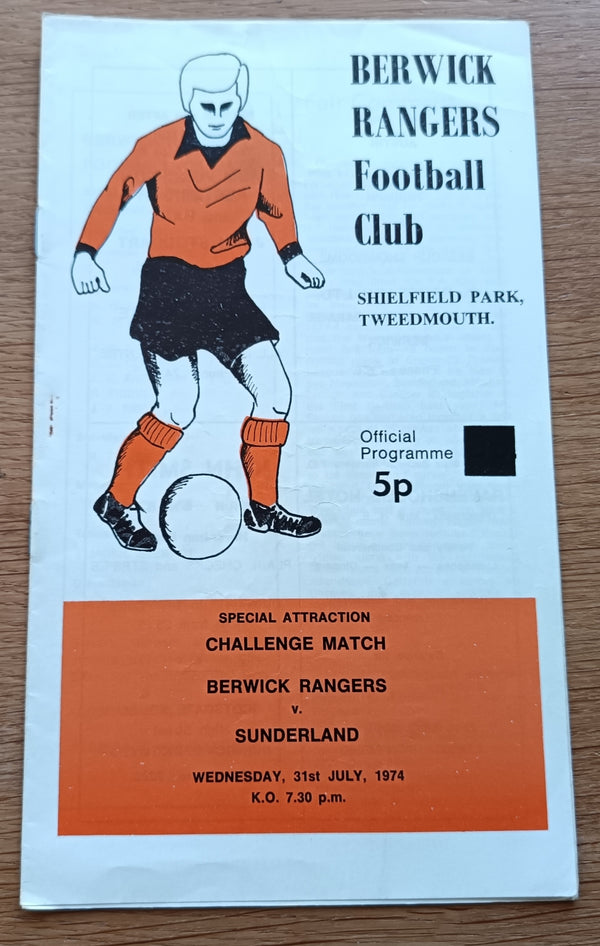 BERWICK
RANGERS
Football
Club
SHIELFIELD PARK,
TWEEDMOUTH.
Official
Programme
5p
SPECIAL ATTRACTION
CHALLENGE MATCH
BERWICK RANGERS
v.
SUNDERLAND
WEDNESDAY, 31st JULY, 1974
K.O. 7.30 p.m.